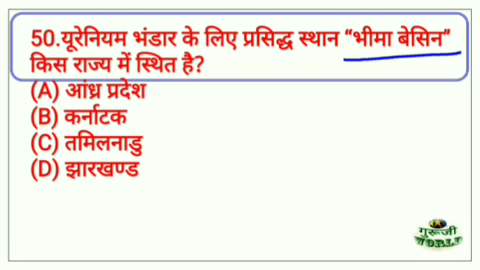 50.यूरेनियम भंडार के लिए प्रसिद्ध स्थान “भीमा बेसिन”
किस राज्य में स्थित है?
(A) आंध्र प्रदेश
(B) कर्नाटक
(C) तमिलनाडु
(D) झारखण्ड
गुरूजी
WORLD